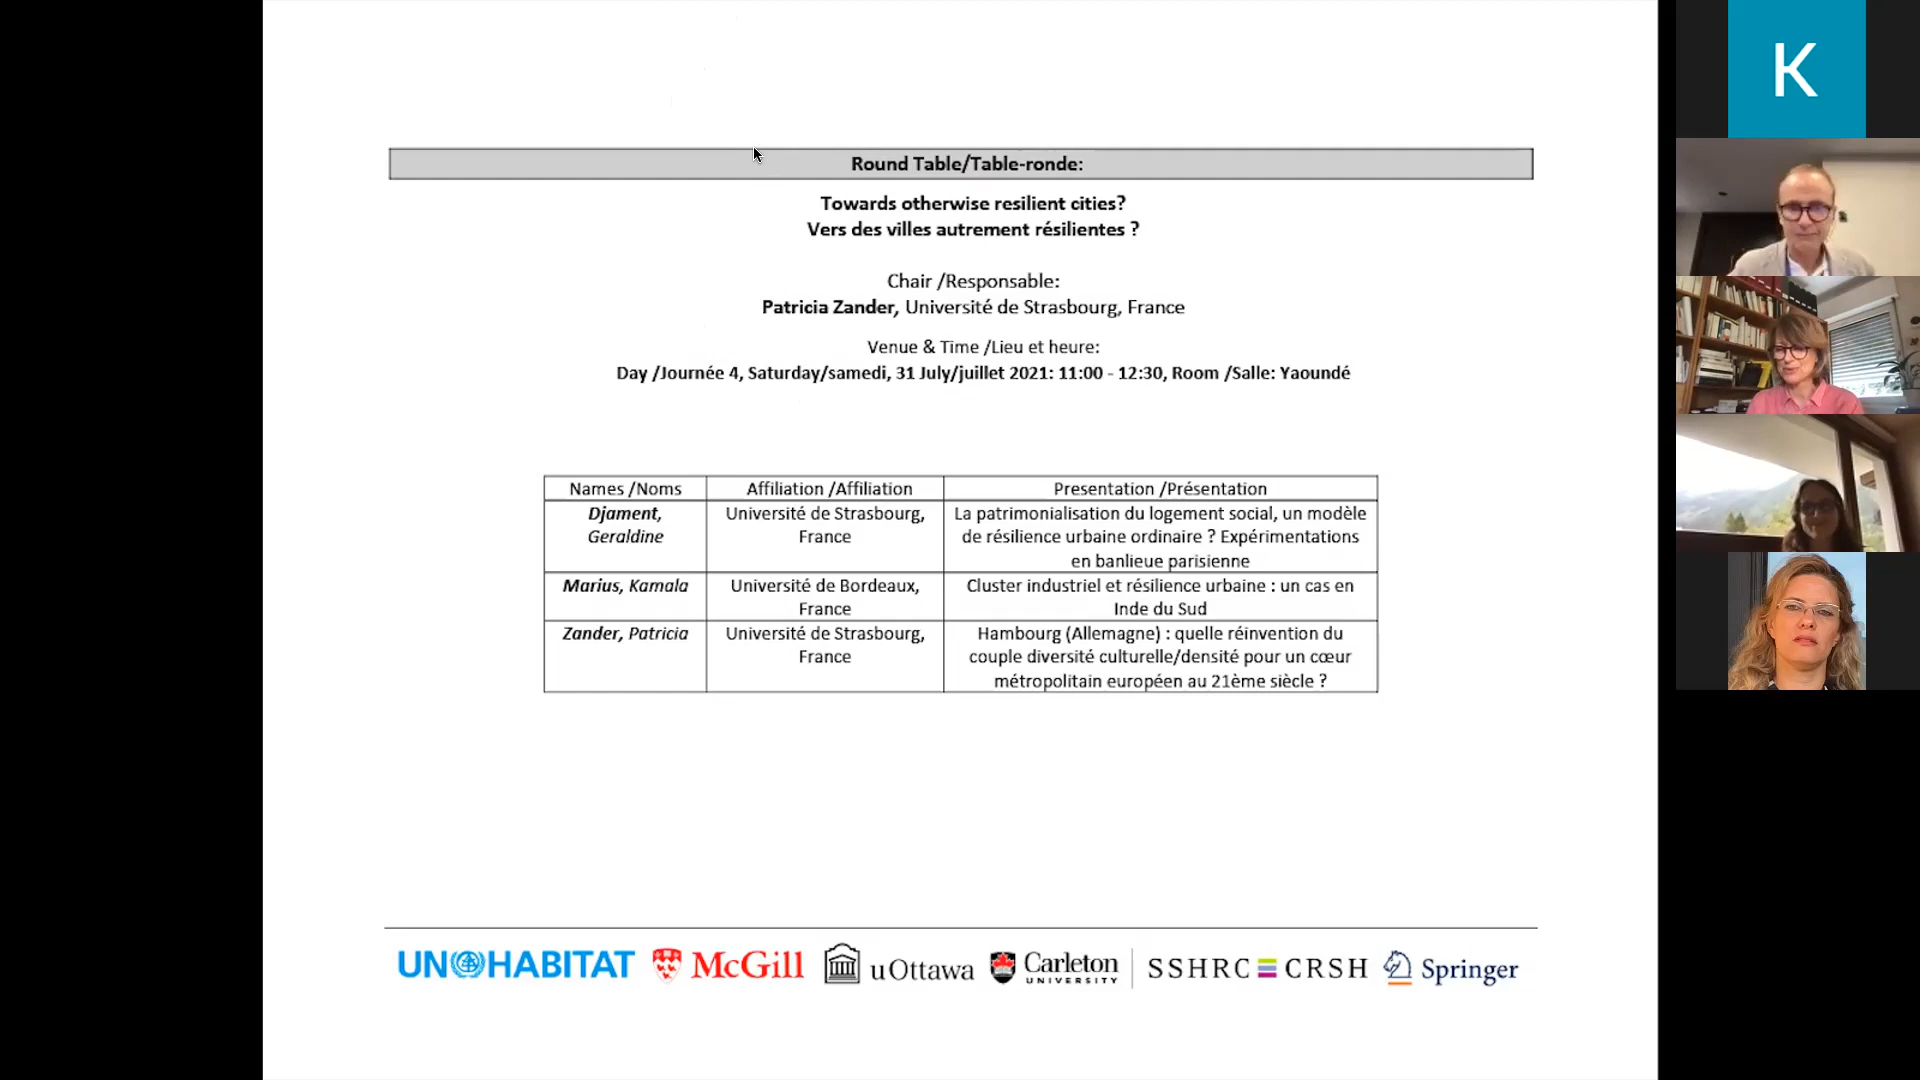 Round Table/Table-ronde:
Towards otherwise resilient cities?
Vers des villes autrement résilientes ?
Chair /Responsable:
Patricia Zander, Université de Strasbourg, France
Venue & Time /Lieu et heure:
Day /Journée 4, Saturday/samedi, 31 July/juillet 2021: 11:00 - 12:30, Room /Salle: Yaoundé
Names /Noms
Affiliation /Affiliation
Presentation /Présentation
Djament,
Geraldine
Université de Strasbourg,
France
La patrimonialisation du logement social, un modèle
de résilience urbaine ordinaire ? Expérimentations
en banlieue parisienne
Marius, Kamala
Université de Bordeaux,
France
Cluster industriel et résilience urbaine : un cas en
Inde du Sud
Zander, Patricia
Université de Strasbourg,
France
Hambourg (Allemagne) : quelle réinvention du
couple diversité culturelle/densité pour un cœur
métropolitain européen au 21ème siècle ?
UN HABITAT
McGill
uOttawa
Carleton
UNIVERSITY
SSHRC CRSH
Springer
K